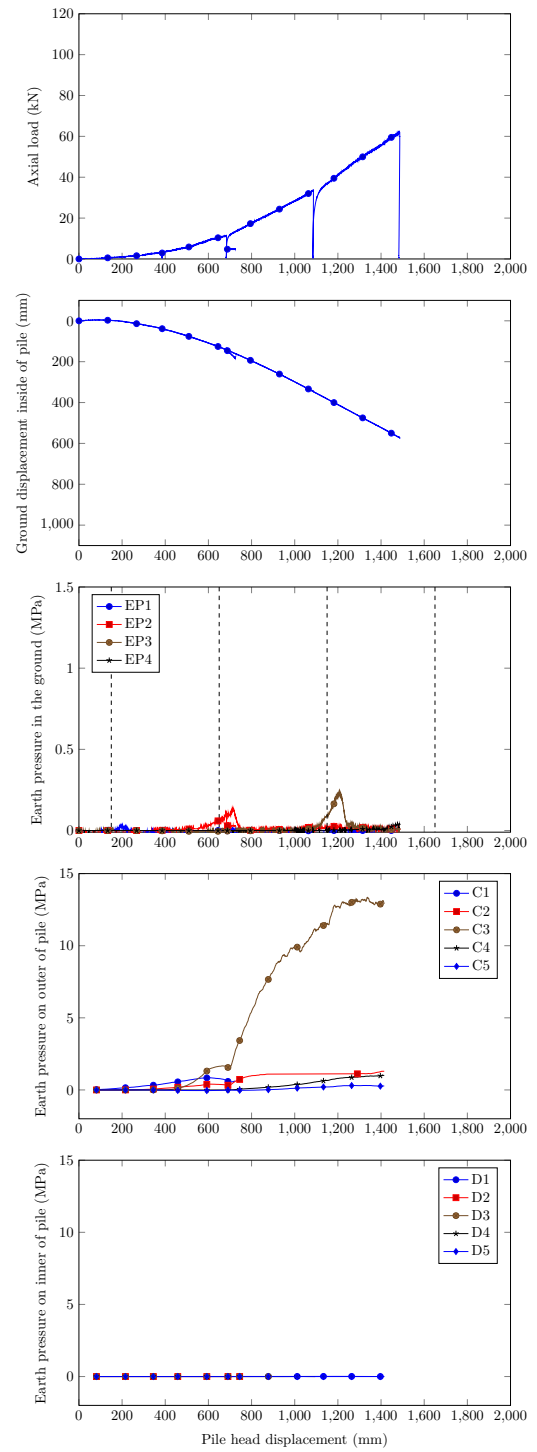 120
100
80
60
40
20
0
Axial load (kN)
0 200 400 600 800 1,000 1,200 1,400 1,600 1,800 2,000
0
200
400
600
800
1,000
Ground displacement inside of pile (mm)
0 200 400 600 800 1,000 1,200 1,400 1,600 1,800 2,000
1.5
1
0.5
0
Earth pressure in the ground (MPa)
EP1
EP2
EP3
EP4
0 200 400 600 800 1,000 1,200 1,400 1,600 1,800 2,000
15
10
5
0
Earth pressure on outer of pile (MPa)
C1
C2
C3
C4
C5
0 200 400 600 800 1,000 1,200 1,400 1,600 1,800 2,000
15
10
5
0
Earth pressure on inner of pile (MPa)
D1
D2
D3
D4
D5
0 200 400 600 800 1,000 1,200 1,400 1,600 1,800 2,000
Pile head displacement (mm)